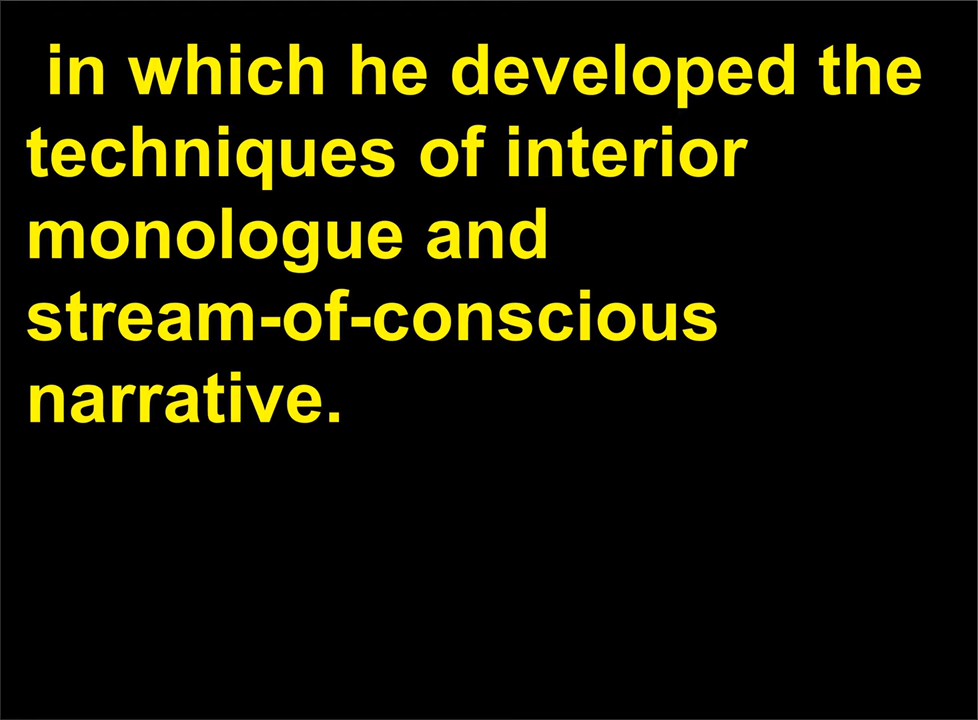 in which he developed the
techniques of interior
monologue and
stream-of-conscious
narrative.